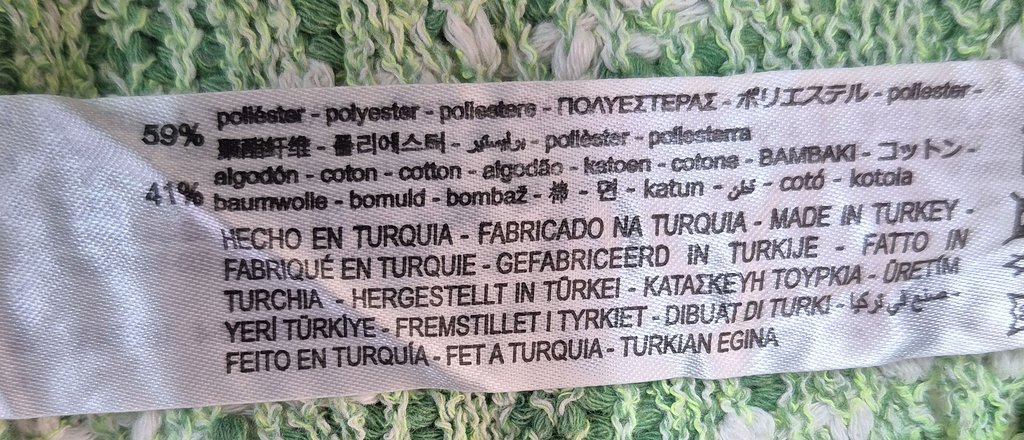 59% poliéster - polyester - poliestere - ΠΟΛΥΕΣΤΕΡΑΣ - ポリエステル - poliester -
聚酯纤维 - 폴리에스터 - - polièster - poliesterra
41% algodón - coton - cotton - algodão - katoen - cotone - BAMBAKI - コットン -
baumwolle - bomuld - bombaž - 棉 - 면 - katun - قطن - cotó - kotoia
HECHO EN TURQUIA - FABRICADO NA TURQUIA - MADE IN TURKEY -
FABRIQUÉ EN TURQUIE - GEFABRICEERD IN TURKIJE - FATTO IN
TURCHIA - HERGESTELLT IN TÜRKEI - ΚΑΤΑΣΚΕΥΗ ΤΟΥΡΚΙΑ - ÜRETİM
YERİ TÜRKİYE - FREMSTILLET I TYRKIET - DIBUAT DI TURKI - صنع في تركيا -
FEITO EN TURQUÍA - FET A TURQUIA - TURKIAN EGINA